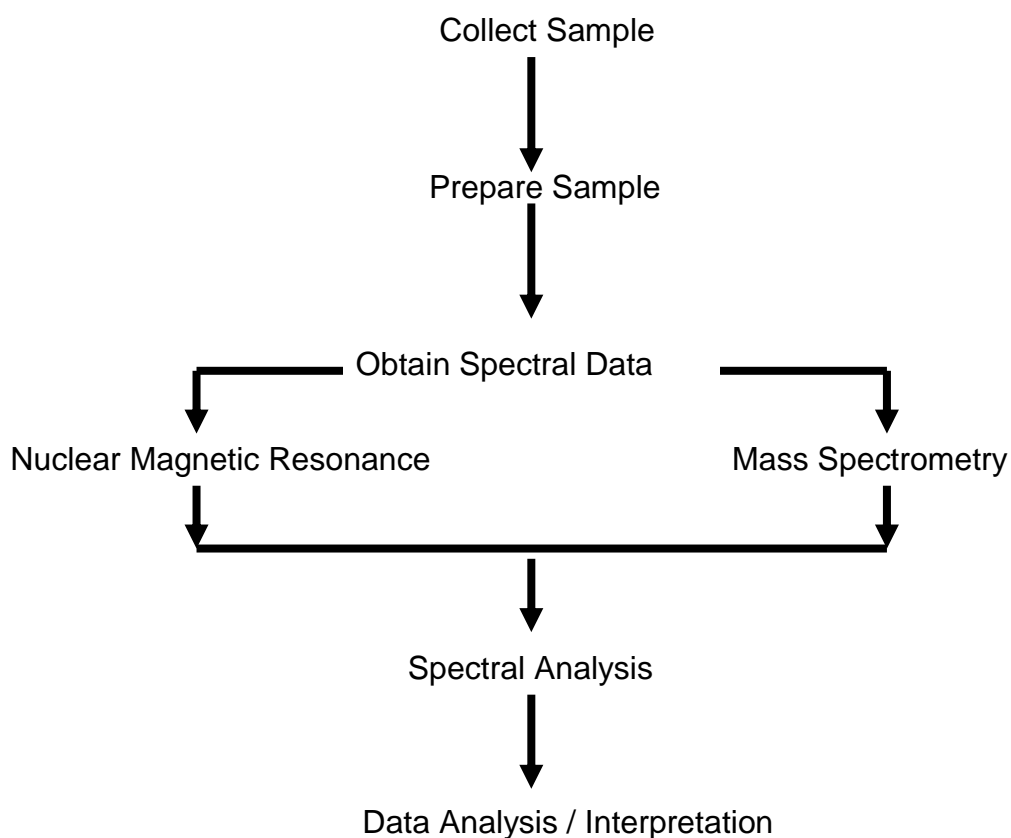 Collect Sample
Prepare Sample
Obtain Spectral Data
Nuclear Magnetic Resonance
Mass Spectrometry
Spectral Analysis
Data Analysis / Interpretation